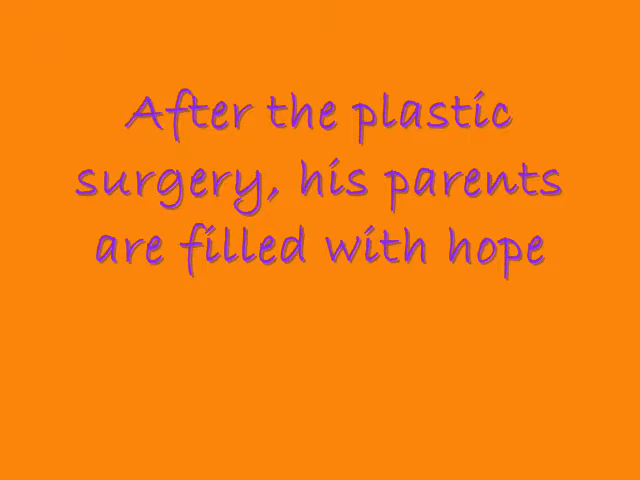 After the plastic
surgery, his parents
are filled with hope